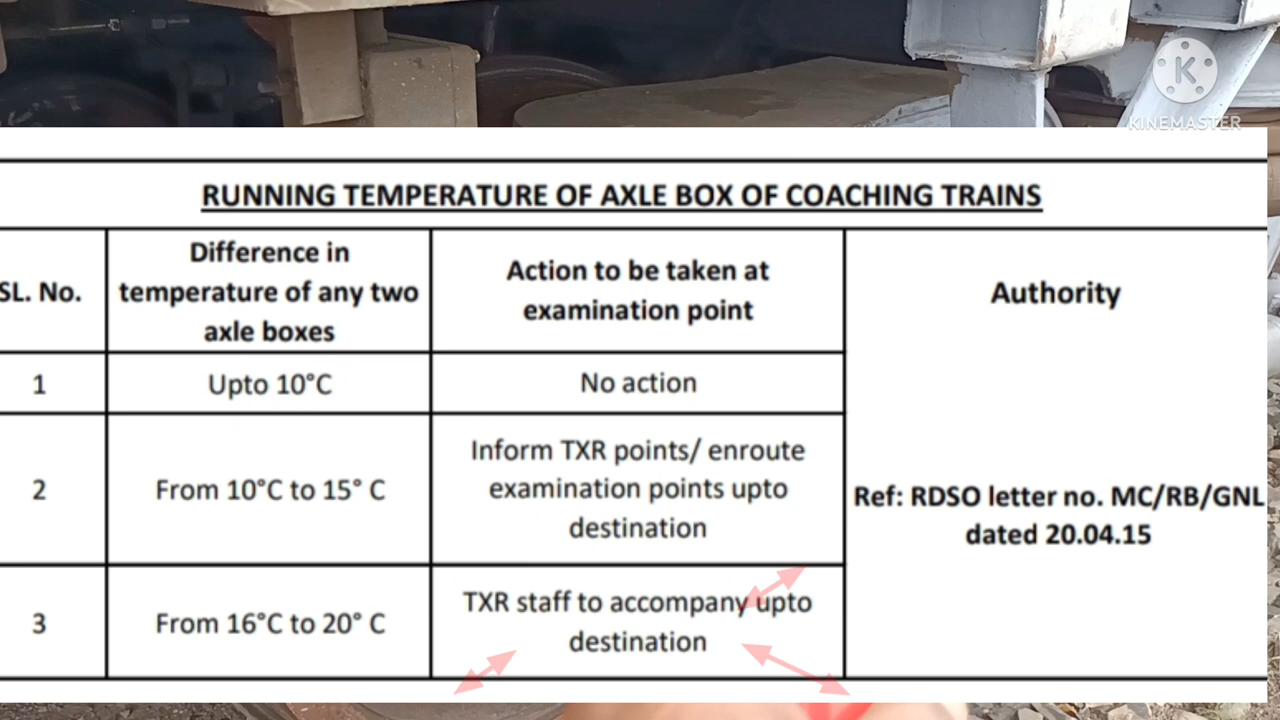 K
KINEMASTER
RUNNING TEMPERATURE OF AXLE BOX OF COACHING TRAINS
SL. No.
Difference in
temperature of any two
axle boxes
Action to be taken at
examination point
Authority
1
Upto 10°C
No action
2
From 10°C to 15° C
Inform TXR points/ enroute
examination points upto
destination
Ref: RDSO letter no. MC/RB/GNL
dated 20.04.15
3
From 16°C to 20° C
TXR staff to accompany upto
destination